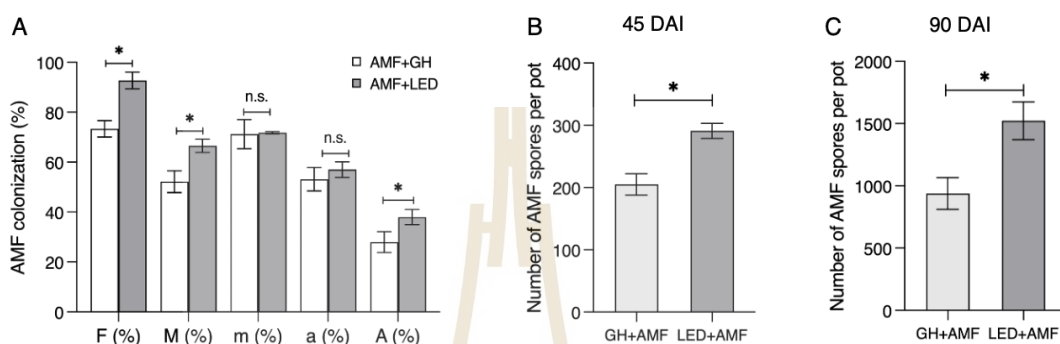 A
AMF colonization (%)
100
80
60
40
20
0
*
*
n.s.
n.s.
*
AMF+GH
AMF+LED
F (%) M (%) m (%) a (%) A (%)
B
45 DAI
Number of AMF spores per pot
400
300
200
100
0
*
GH+AMF LED+AMF
C
90 DAI
Number of AMF spores per pot
2000
1500
1000
500
0
*
GH+AMF LED+AMF